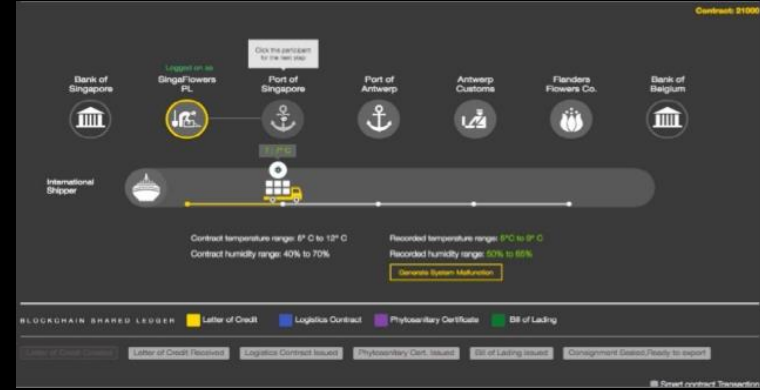 Contract: 21000
Click the participant
for the next step
Logged on as
Bank of
Singapore
SingaFlowers
PL
Port of
Singapore
Port of
Antwerp
Antwerp
Customs
Flanders
Flowers Co.
Bank of
Belgium
International
Shipper
Contract temperature range: 5° C to 12° C
Contract humidity range: 40% to 70%
Recorded temperature range:
Recorded humidity range: 50% to 65%
Generate System Malfunction
BLOCKCHAIN SHARED LEDGER
Letter of Credit
Logistics Contract
Phytosanitary Certificate
Bill of Lading
Letter of Credit Created
Letter of Credit Received
Logistics Contract Issued
Phytosanitary Cert. Issued
Bill of Lading Issued
Consignment Sealed,Ready to export
Smart contract Transaction